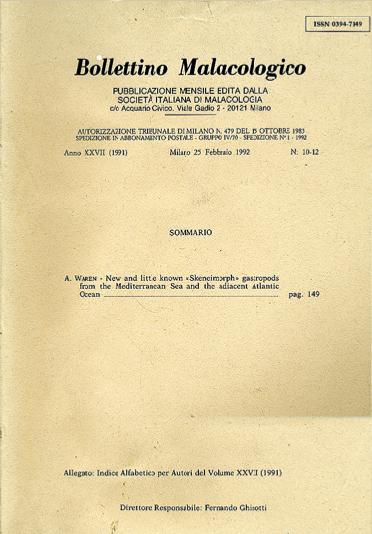 ISSN 0394-7149
Bollettino Malacologico
PUBBLICAZIONE MENSILE EDITA DALLA
SOCIETÀ ITALIANA DI MALACOLOGIA
c/o Acquario Civico. Viale Gadio 2 - 20121 Milano
AUTORIZZAZIONE TRIBUNALE DI MILANO N. 479 DEL 15 OTTOBRE 1983
SPEDIZIONE IN ABBONAMENTO POSTALE - GRUPPO IV/70 - SPEDIZIONE N° 1 - 1992
Anno XXVII (1991) Milano 25 Febbraio 1992 N. 10-12
SOMMARIO
A. WAREN - New and little known «Skeneimorph» gastropods
from the Mediterranean Sea and the adjacent Atlantic
Ocean ........ pag. 149
Allegato: Indice Alfabetico per Autori del Volume XXVII (1991)
Direttore Responsabile: Fernando Ghisotti